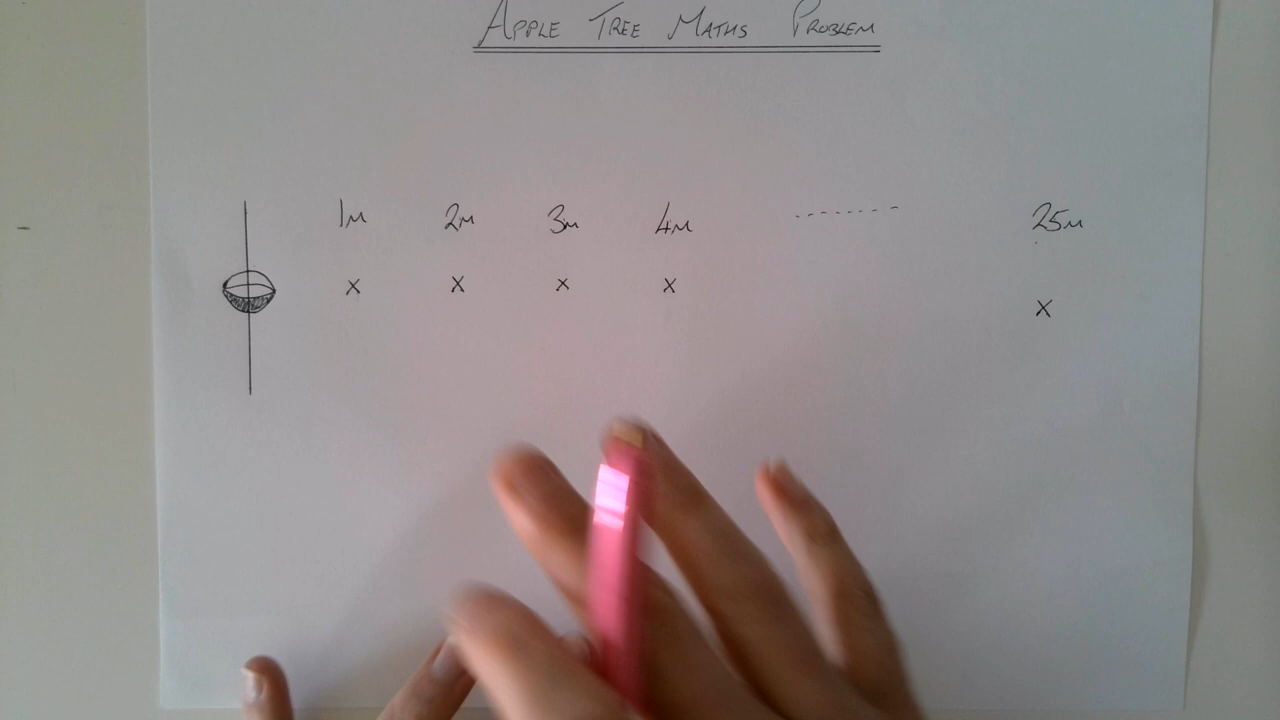 APPLE TREE MATHS PROBLEM
1M 2M 3M 4M ------- 25M
x x x x x